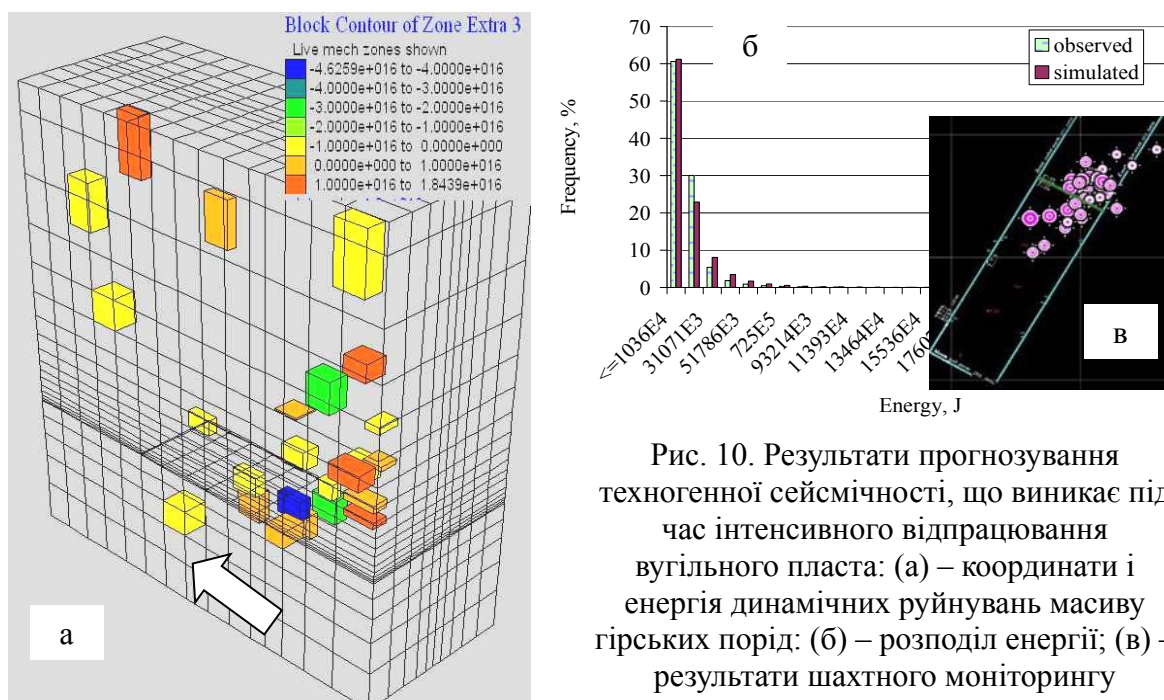 Block Contour of Zone Extra 3
Live mech zones shown
-4.6259e+016 to -4.0000e+016
-4.0000e+016 to -3.0000e+016
-3.0000e+016 to -2.0000e+016
-2.0000e+016 to -1.0000e+016
-1.0000e+016 to 0.0000e+000
0.0000e+000 to 1.0000e+016
1.0000e+016 to 1.8439e+016
а
б
observed
simulated
Frequency, %
70
60
50
40
30
20
10
0
<=1036E4
31071E3
51786E3
725E5
93214E3
11393E4
13464E4
15536E4
Energy, J
в
Рис. 10. Результати прогнозування
техногенної сейсмічності, що виникає під
час інтенсивного відпрацювання
вугільного пласта: (а) – координати і
енергія динамічних руйнувань масиву
гірських порід: (б) – розподіл енергії; (в) –
результати шахтного моніторингу